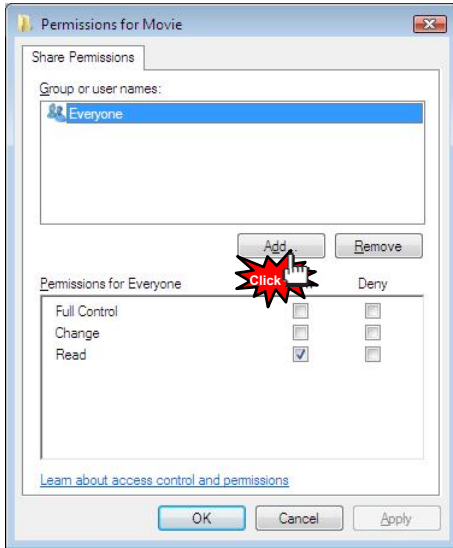 Permissions for Movie
Share Permissions
Group or user names:
Everyone
Add... Remove
Click
Permissions for Everyone Deny
Full Control
Change
Read
Learn about access control and permissions
OK Cancel Apply